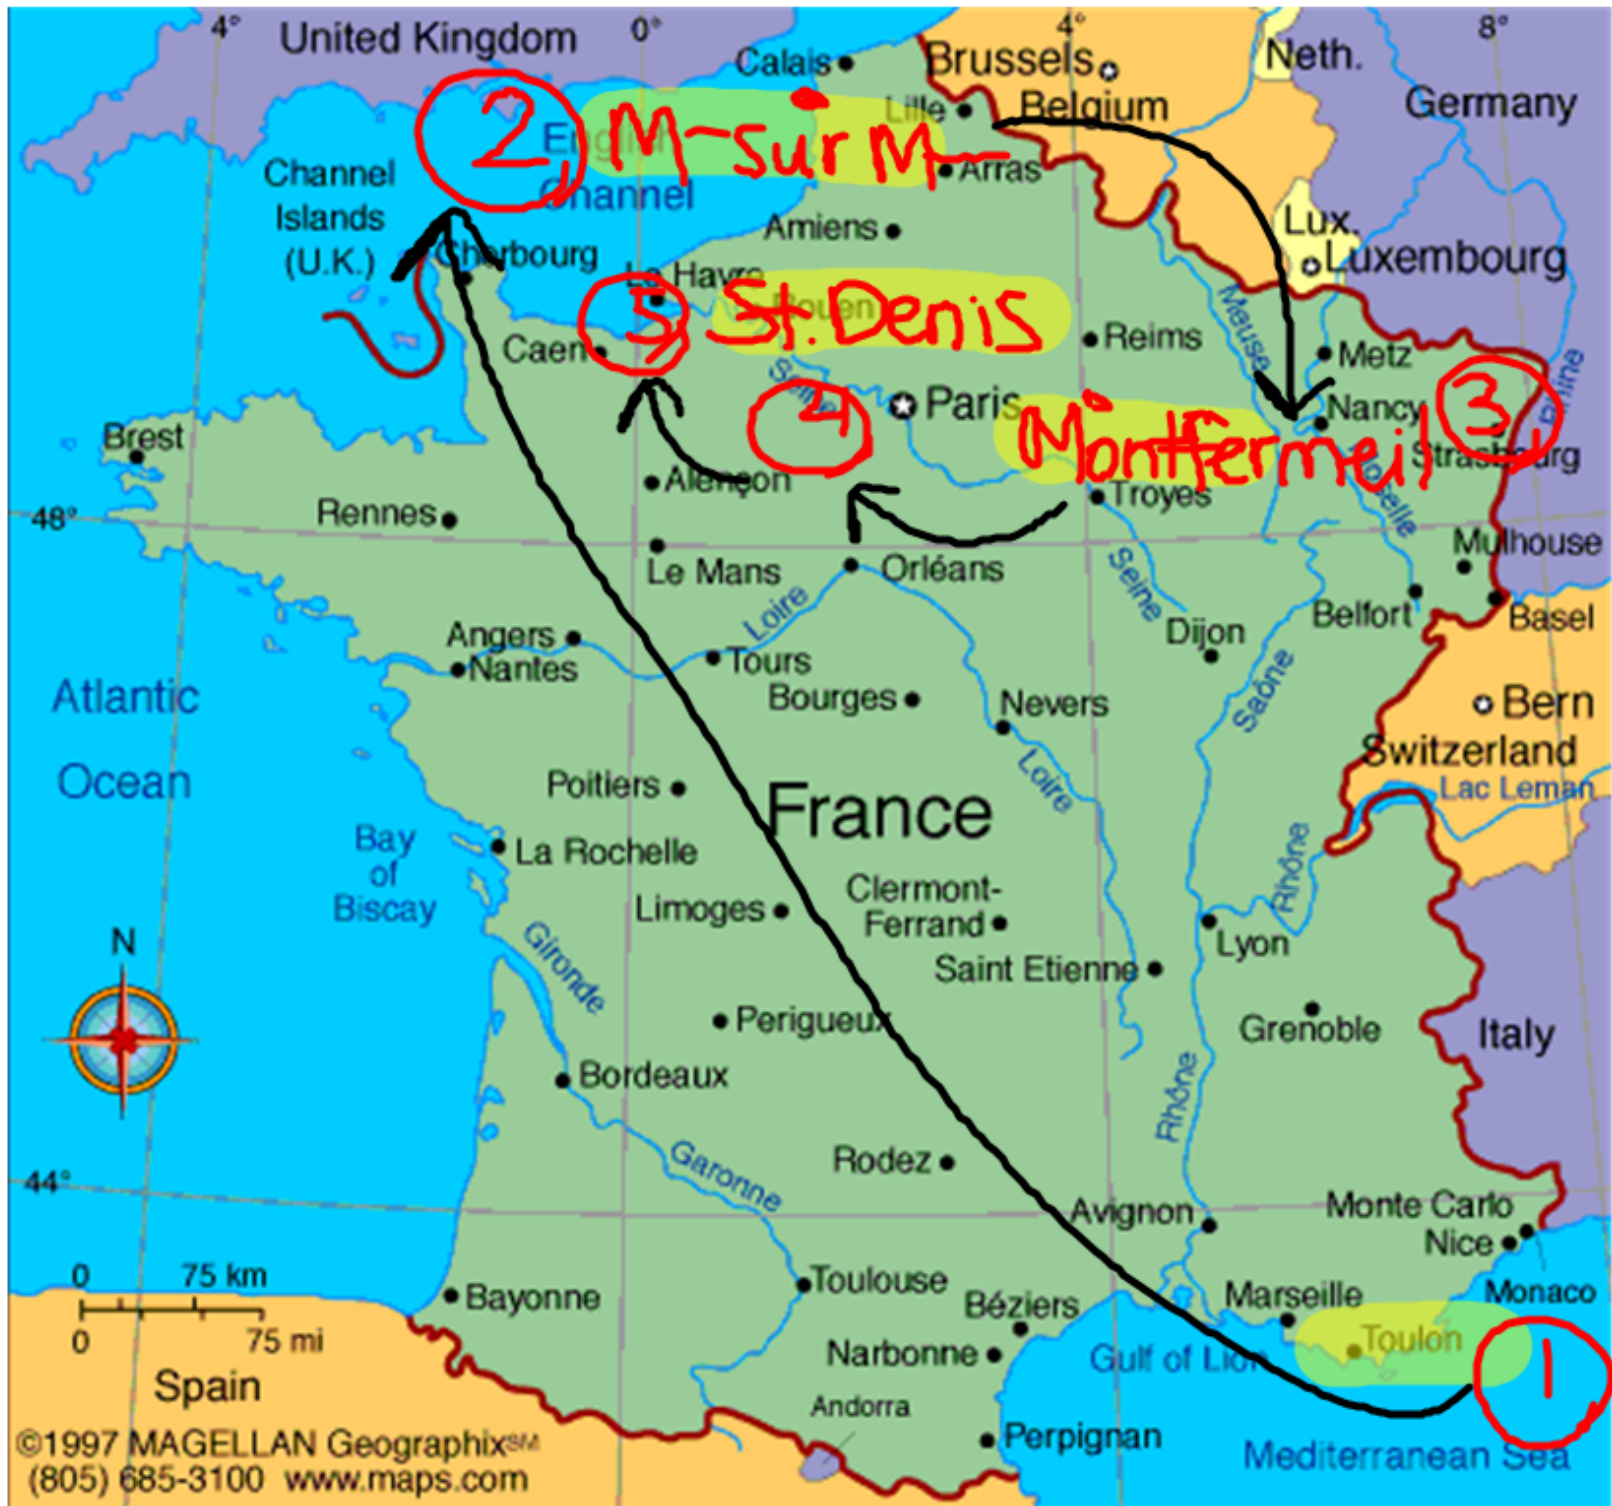 4°
0°
4°
8°
United Kingdom
Calais
Brussels
Neth.
Lille
Belgium
Germany
2,
English
Channel
M-sur M-
Channel
Islands
(U.K.)
Arras
Amiens
Lux.
Luxembourg
Cherbourg
Le Havre
5,
St. Denis
Rouen
Meuse
Reims
Metz
Caen
Seine
4
Paris
Nancy
3,
Rhine
Montfermeil
Strasbourg
Brest
Alençon
Troyes
Moselle
48°
Rennes
Le Mans
Orléans
Mulhouse
Seine
Loire
Belfort
Basel
Angers
Nantes
Tours
Dijon
Atlantic
Ocean
Bourges
Nevers
Saône
Bern
Switzerland
Lac Leman
Loire
Poitiers
France
Bay
of
Biscay
La Rochelle
Rhône
Limoges
Clermont-
Ferrand
Lyon
N
Gironde
Saint Etienne
Perigueux
Grenoble
Italy
Bordeaux
Rhône
Rodez
Garonne
44°
Avignon
Monte Carlo
Nice
0 75 km
0 75 mi
Bayonne
Toulouse
Béziers
Marseille
Monaco
Narbonne
Gulf of Lion
Toulon
1
Spain
Andorra
Perpignan
Mediterranean Sea
©1997 MAGELLAN Geographix℠
(805) 685-3100 www.maps.com